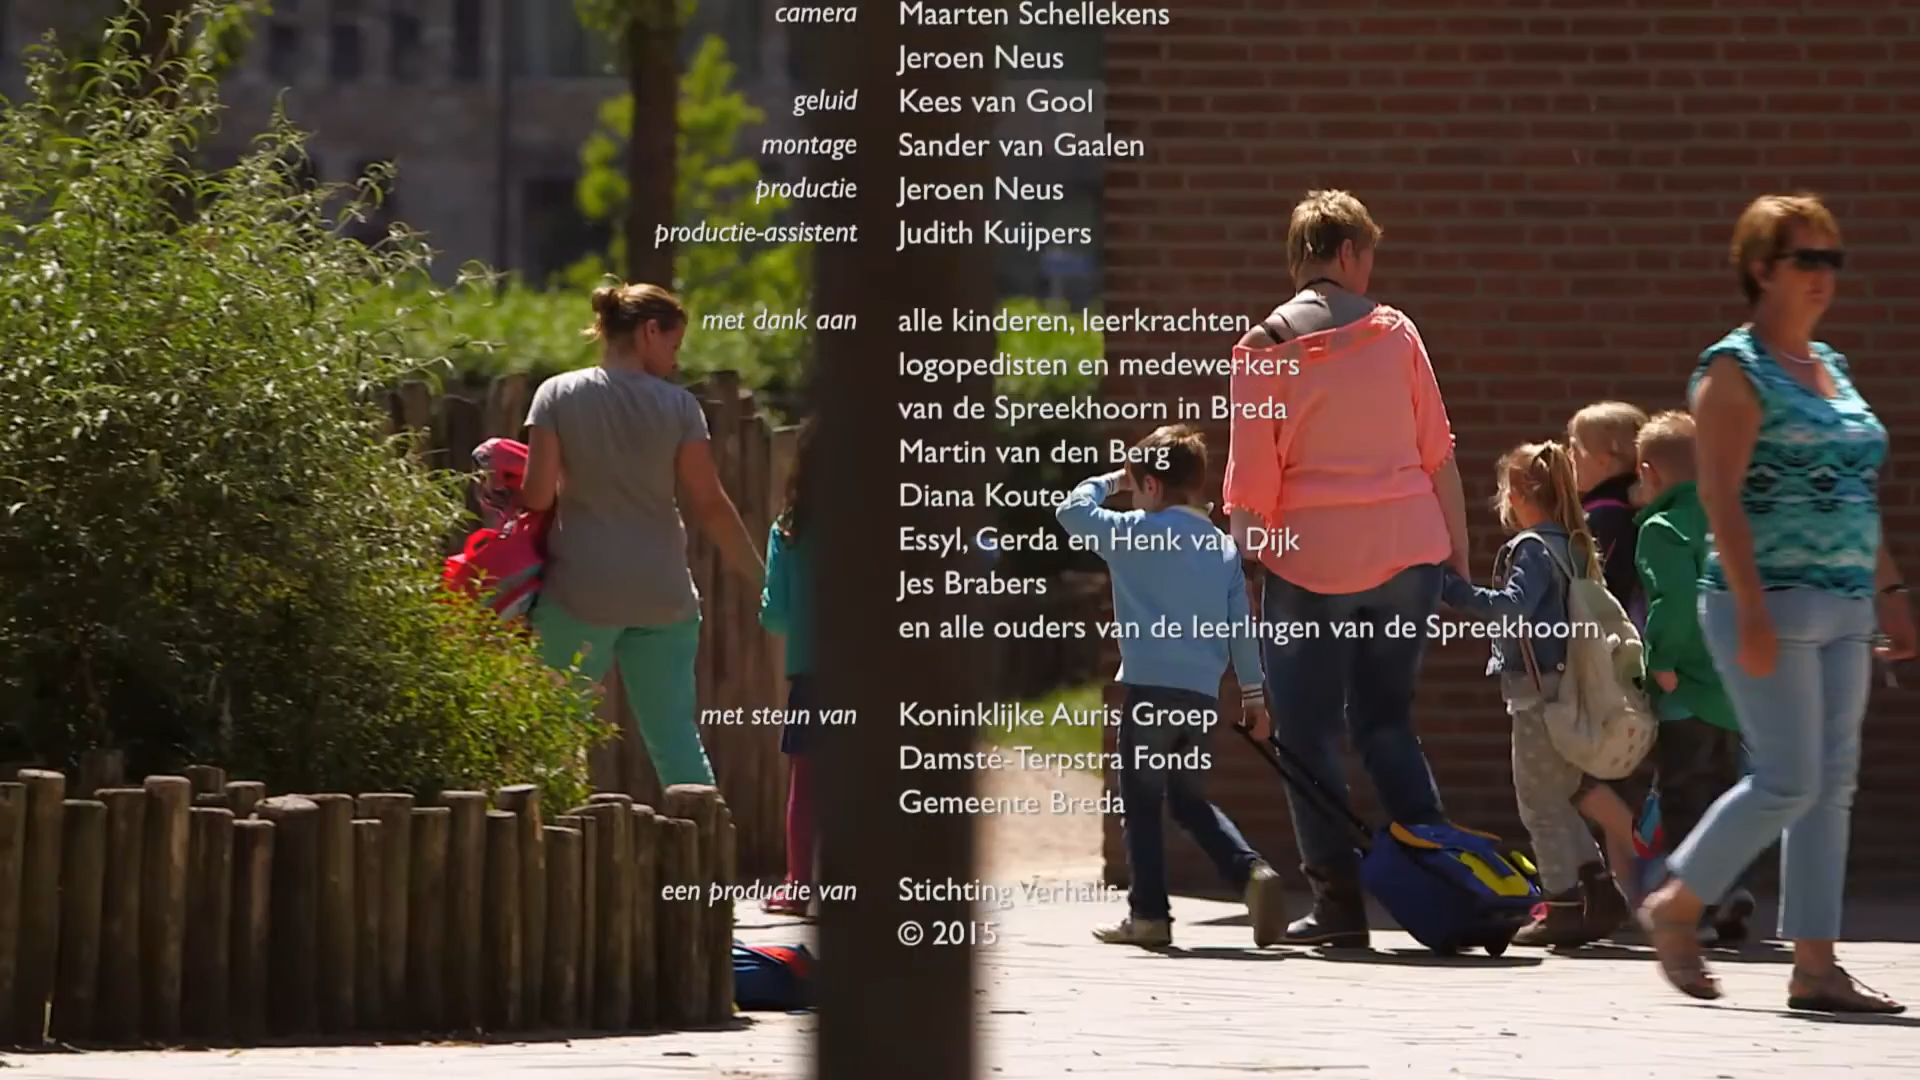 camera Maarten Schellekens
Jeroen Neus
geluid Kees van Gool
montage Sander van Gaalen
productie Jeroen Neus
productie-assistent Judith Kuijpers
met dank aan alle kinderen, leerkrachten,
logopedisten en medewerkers
van de Spreekhoorn in Breda
Martin van den Berg
Diana Kouters
Essyl, Gerda en Henk van Dijk
Jes Brabers
en alle ouders van de leerlingen van de Spreekhoorn
met steun van Koninklijke Auris Groep
Damsté-Terpstra Fonds
Gemeente Breda
een productie van Stichting Verhalis
© 2015